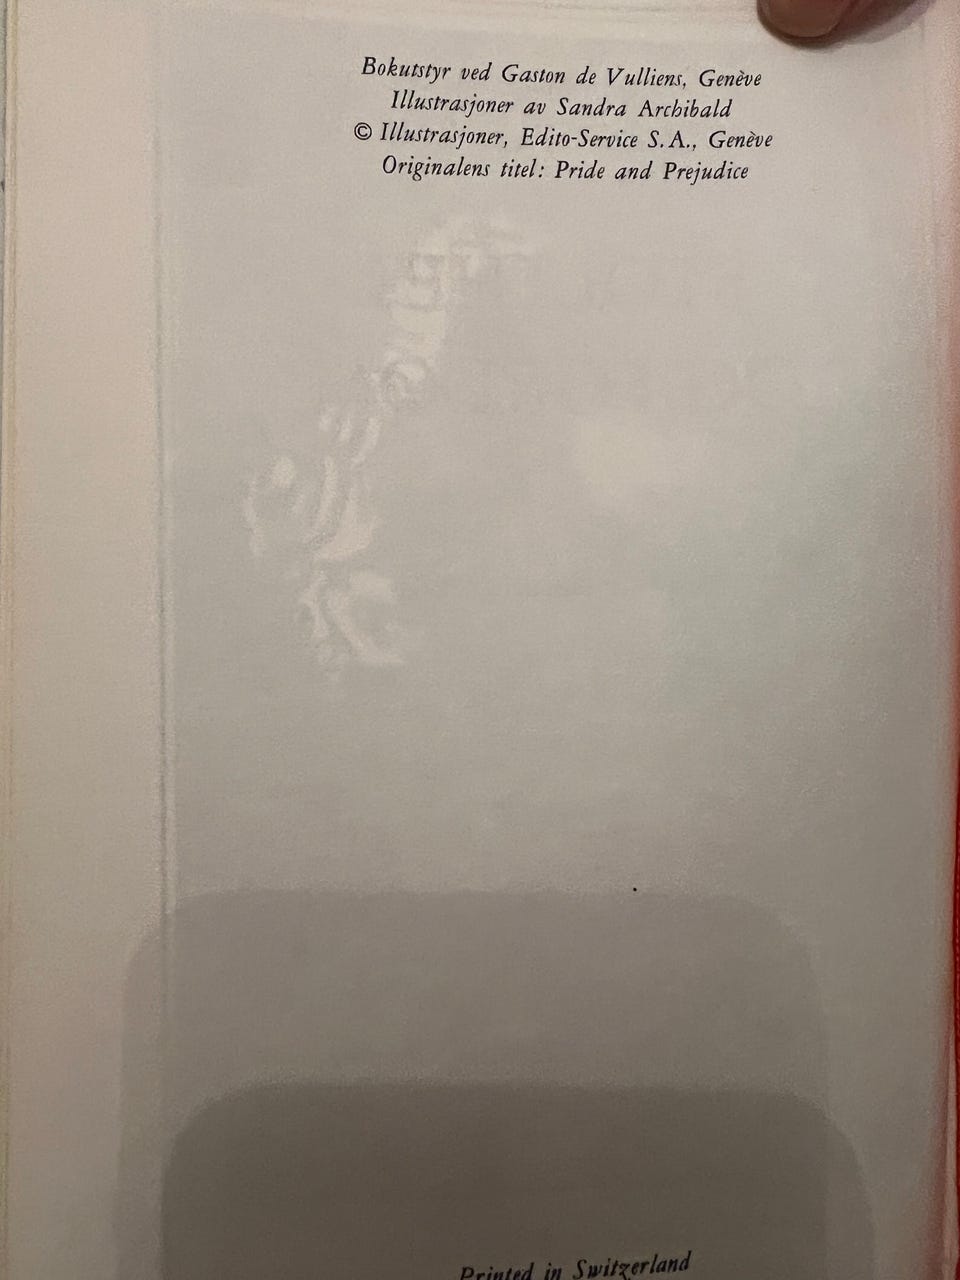 Bokutstyr ved Gaston de Vulliens, Genève
Illustrasjoner av Sandra Archibald
© Illustrasjoner, Edito-Service S.A., Genève
Originalens titel: Pride and Prejudice
Printed in Switzerland